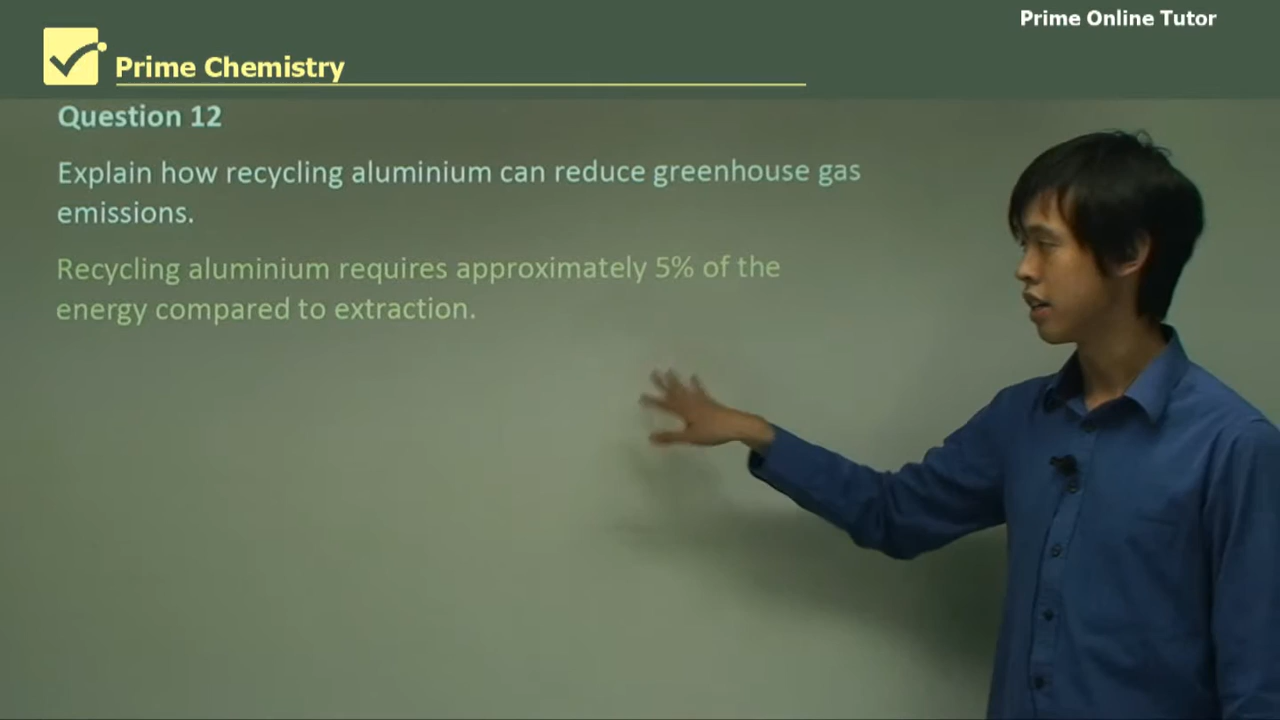 Prime Online Tutor
Prime Chemistry
Question 12
Explain how recycling aluminium can reduce greenhouse gas
emissions.
Recycling aluminium requires approximately 5% of the
energy compared to extraction.